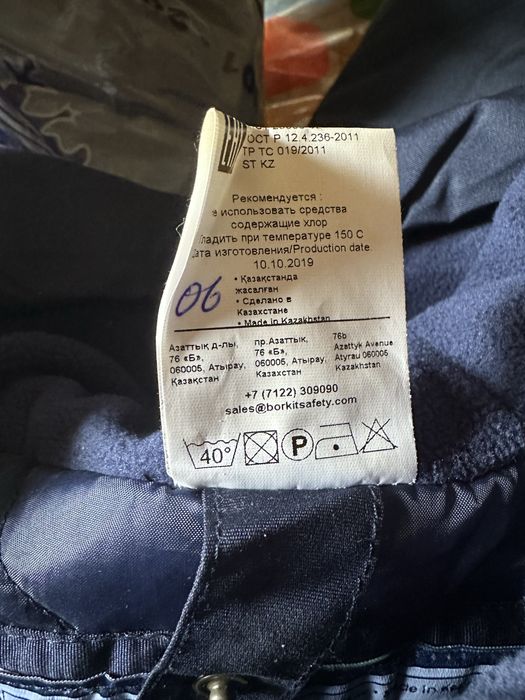 ОСТ Р 12.4.236-2011
ТР ТС 019/2011
ST KZ
Рекомендуется :
е использовать средства
содержащие хлор
ладить при температуре 150 С
ата изготовления/Production date
10.10.2019
06
• Қазақстанда
жасалған
• Сделано в
Казахстане
• Made in Kazakhstan
Азаттық д-лы,
76 «Б»,
060005, Атырау,
Қазақстан
пр.Азаттык,
76 «Б»,
060005, Атырау,
Казахстан
76b
Azattyk Avenue
Atyrau 060005
Kazakhstan
+7 (7122) 309090
sales@borkitsafety.com
40° P